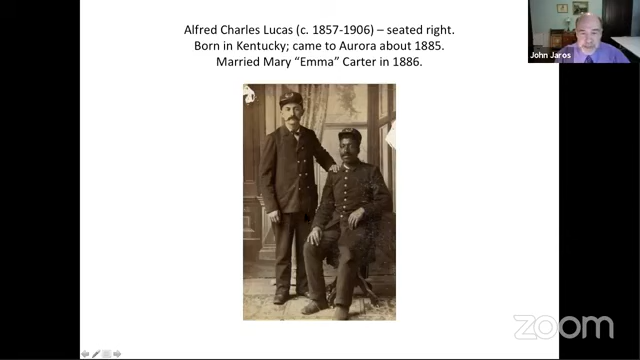 Alfred Charles Lucas (c. 1857-1906) – seated right.
Born in Kentucky; came to Aurora about 1885.
Married Mary “Emma” Carter in 1886.
John Jaros
zoom